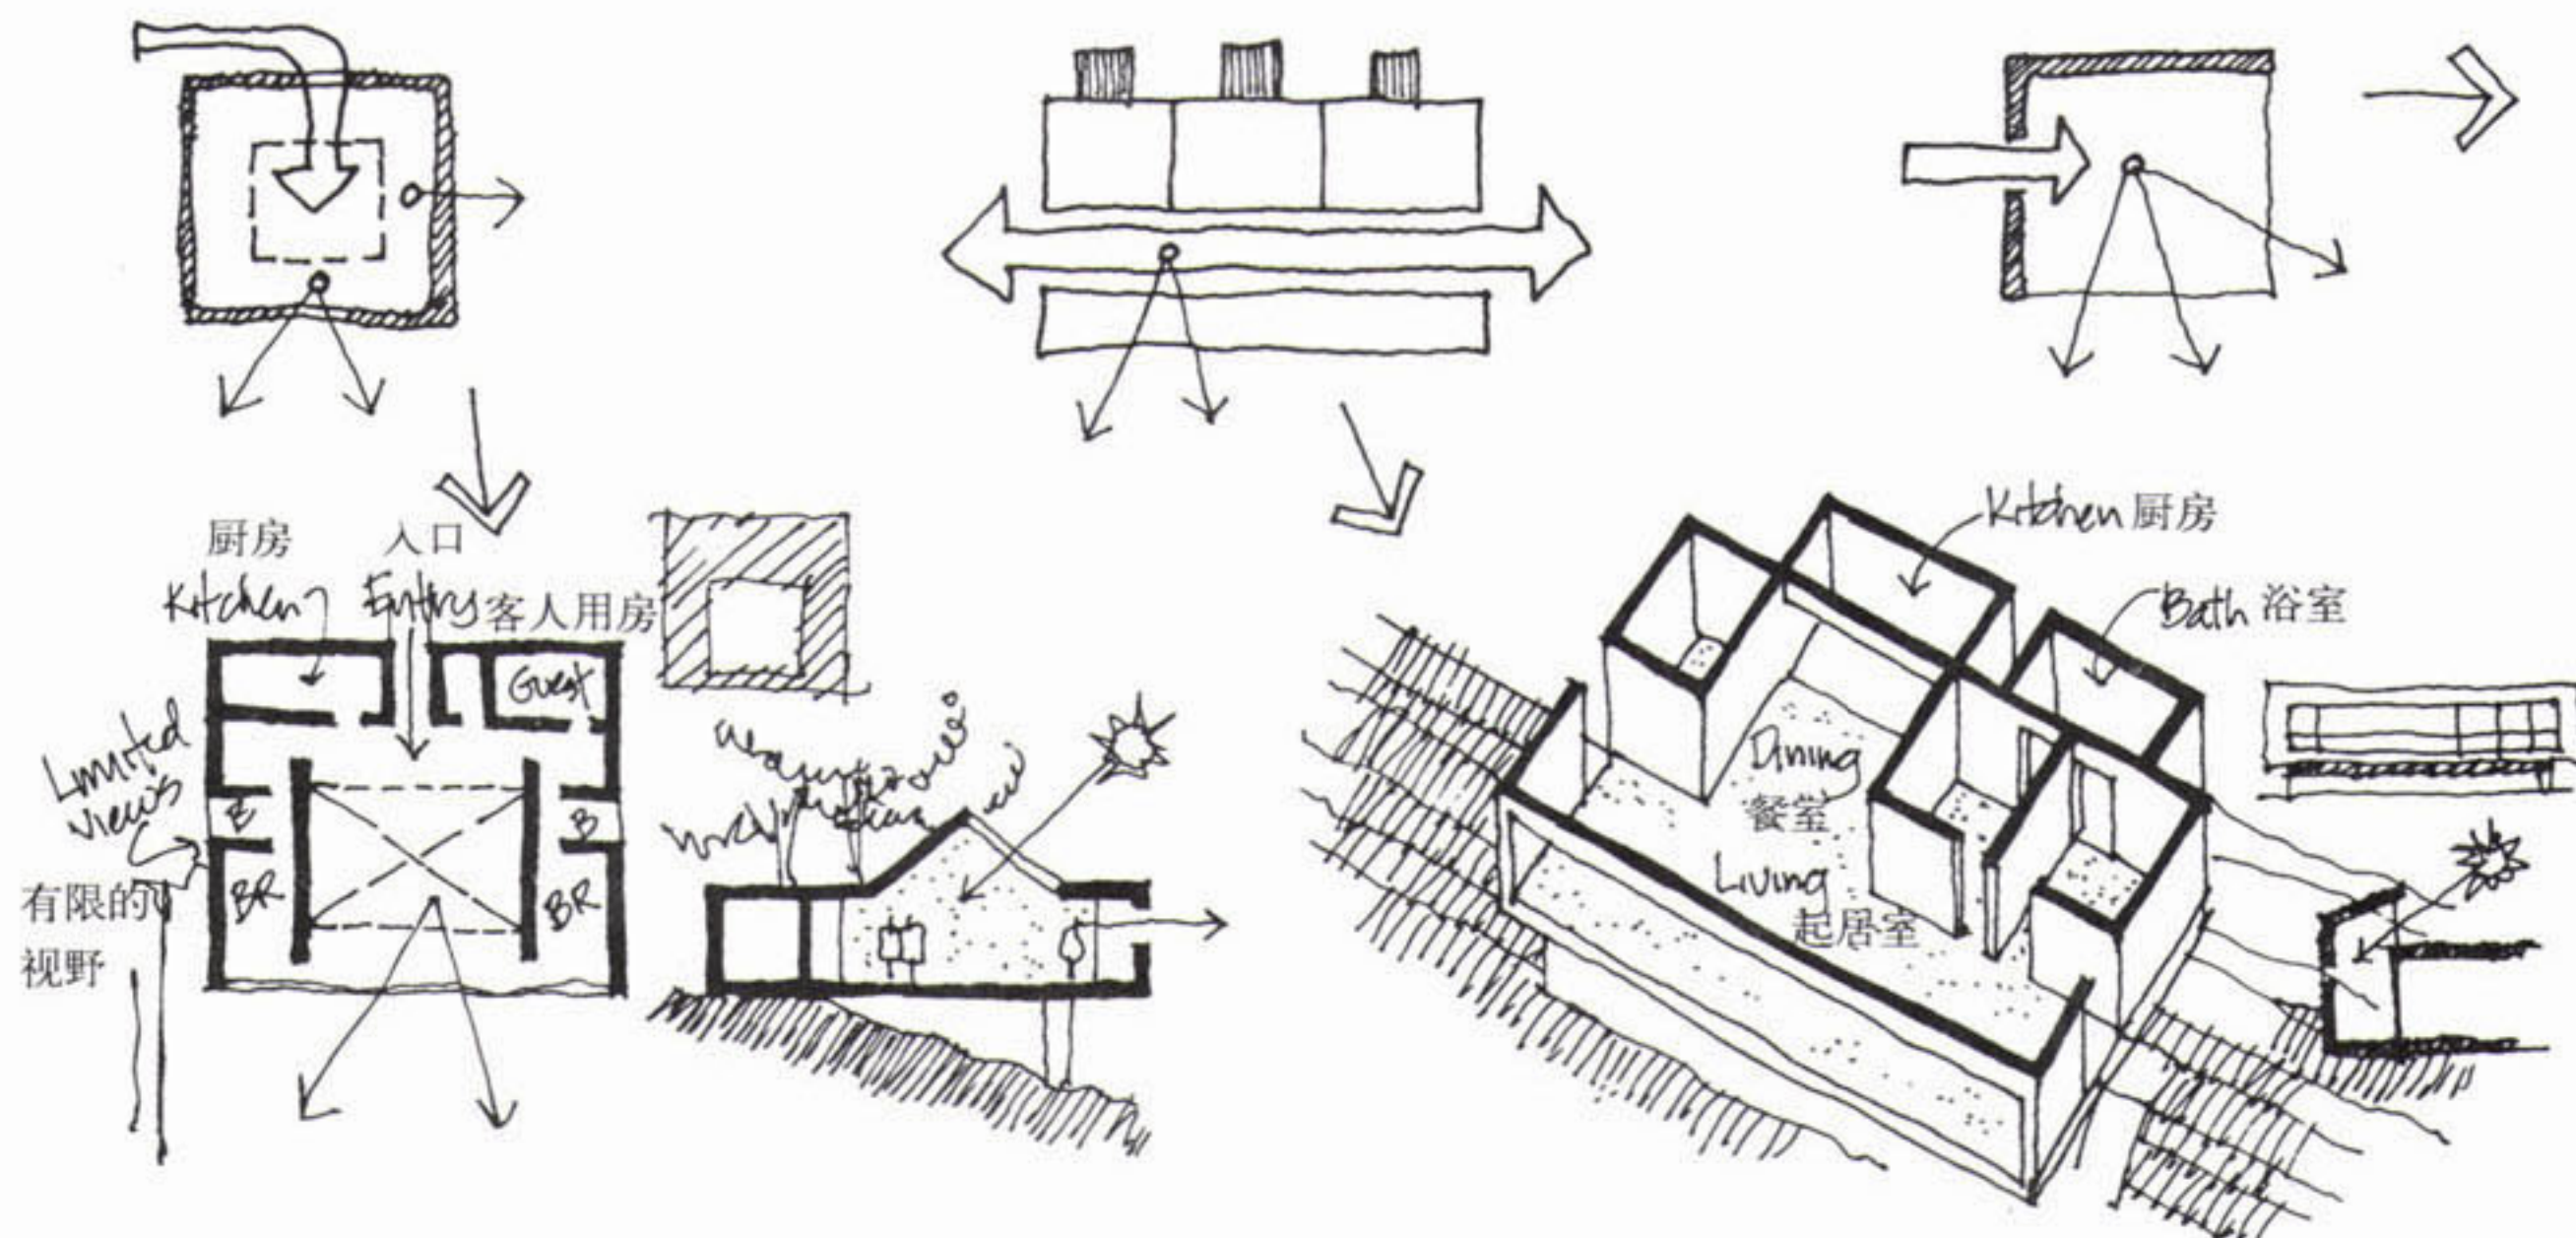 厨房
入口
Kitchen
Entry
客人用房
Guest
Limited
views
有限的
视野
B
B
BR
BR
Kitchen 厨房
Bath 浴室
Dining
餐室
Living
起居室